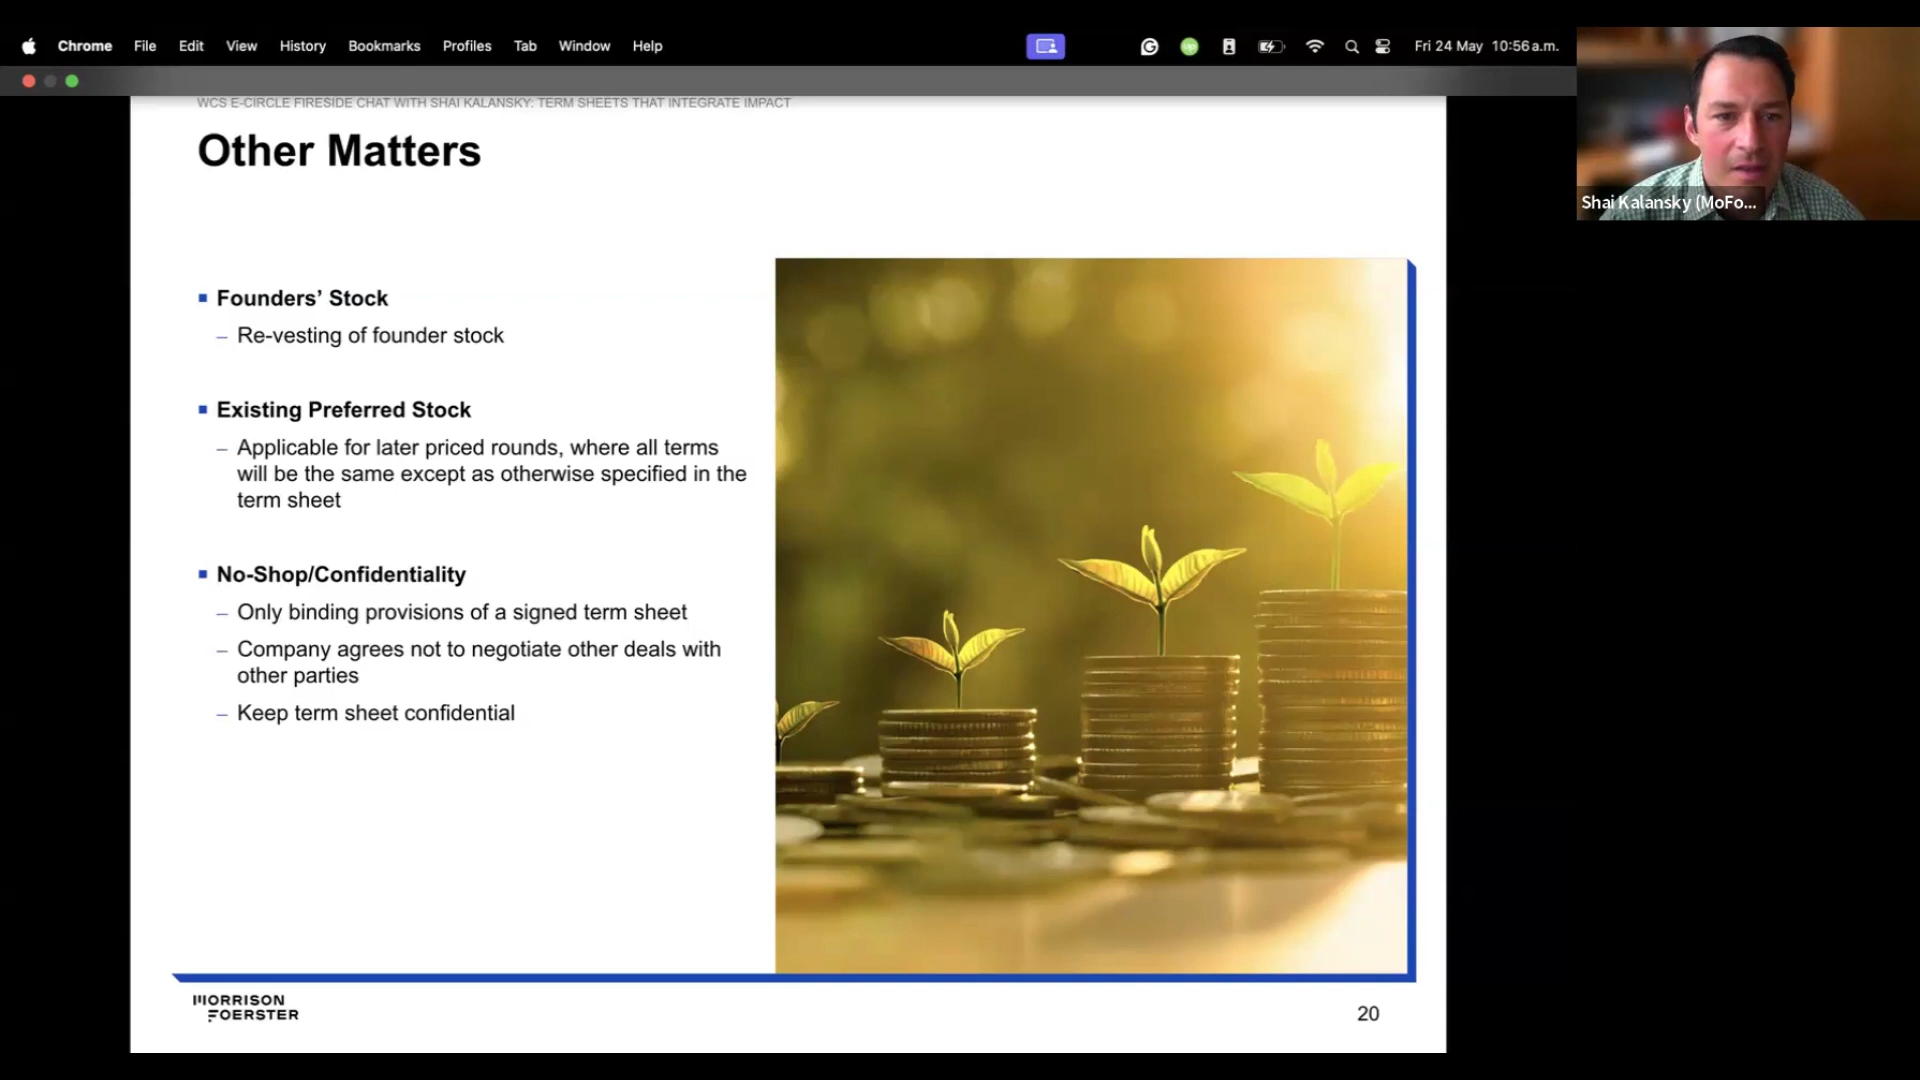 Chrome File Edit View History Bookmarks Profiles Tab Window Help
Fri 24 May 10:56 a.m.
WCS E-CIRCLE FIRESIDE CHAT WITH SHAI KALANSKY: TERM SHEETS THAT INTEGRATE IMPACT
Other Matters
Shai Kalansky (MoFo...
Founders’ Stock
– Re-vesting of founder stock
Existing Preferred Stock
– Applicable for later priced rounds, where all terms
will be the same except as otherwise specified in the
term sheet
No-Shop/Confidentiality
– Only binding provisions of a signed term sheet
– Company agrees not to negotiate other deals with
other parties
– Keep term sheet confidential
MORRISON
FOERSTER
20